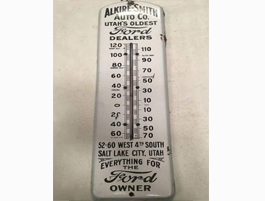 ALKIRE-SMITH
AUTO CO.
UTAH'S OLDEST
Ford
DEALERS
120 110
100 90
80 70
60 50
40 30
20 10
0
20
40 50
60 70
52-60 WEST 4TH SOUTH
SALT LAKE CITY, UTAH
EVERYTHING FOR
THE
Ford
OWNER